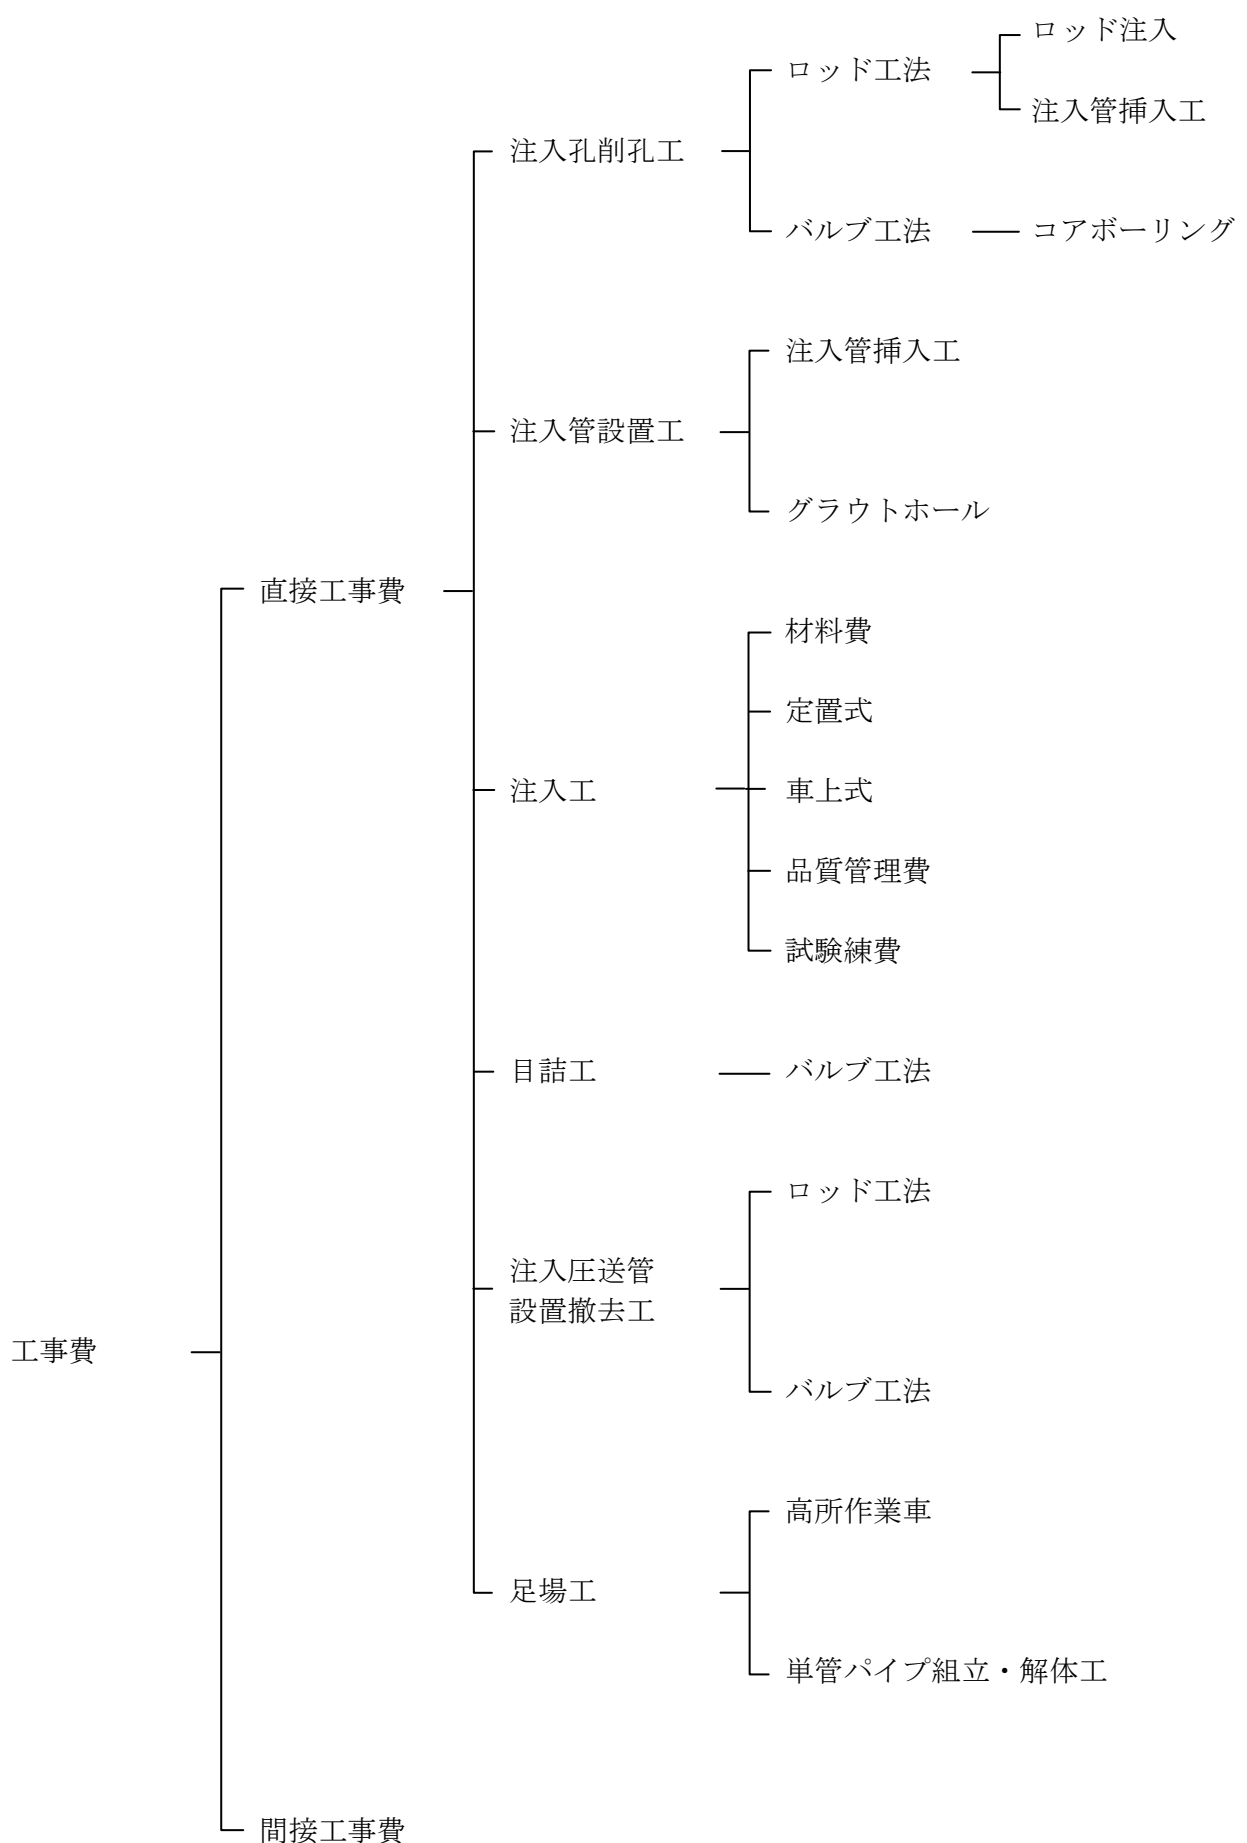 ロッド注入
ロッド工法
注入管挿入工
注入孔削孔工
バルブ工法
コアボーリング
注入管挿入工
注入管設置工
グラウトホール
直接工事費
材料費
定置式
注入工
車上式
品質管理費
試験練費
目詰工
バルブ工法
ロッド工法
注入圧送管
設置撤去工
工事費
バルブ工法
高所作業車
足場工
単管パイプ組立・解体工
間接工事費